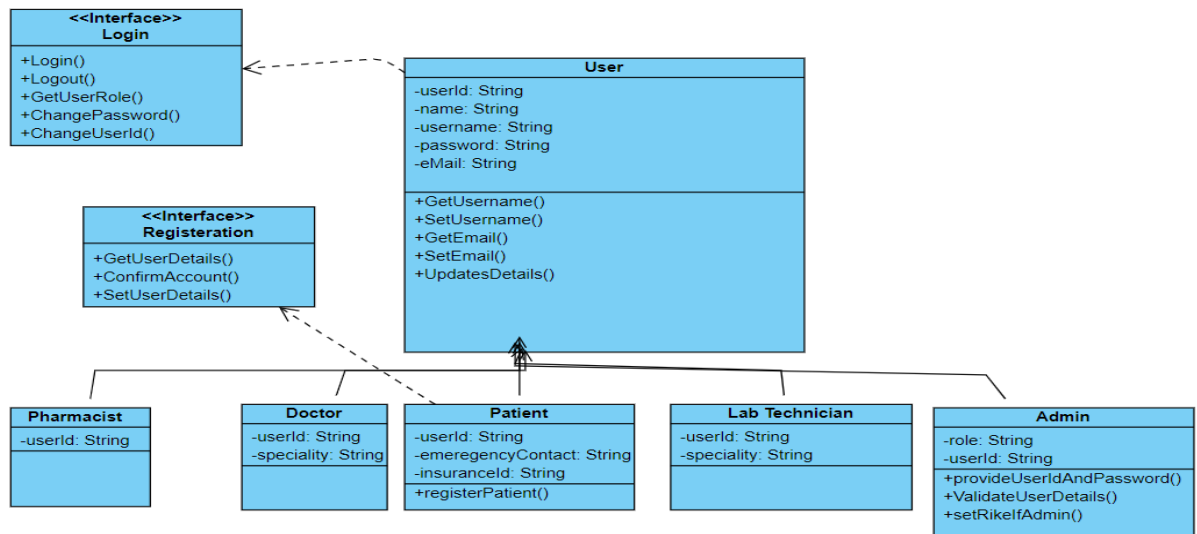 <<Interface>>
Login
+Login()
+Logout()
+GetUserRole()
+ChangePassword()
+ChangeUserId()
User
-userId: String
-name: String
-username: String
-password: String
-eMail: String
+GetUsername()
+SetUsername()
+GetEmail()
+SetEmail()
+UpdatesDetails()
<<Interface>>
Registeration
+GetUserDetails()
+ConfirmAccount()
+SetUserDetails()
Pharmacist
-userId: String
Doctor
-userId: String
-speciality: String
Patient
-userId: String
-emeregencyContact: String
-insuranceId: String
+registerPatient()
Lab Technician
-userId: String
-speciality: String
Admin
-role: String
-userId: String
+provideUserIdAndPassword()
+ValidateUserDetails()
+setRikeIfAdmin()